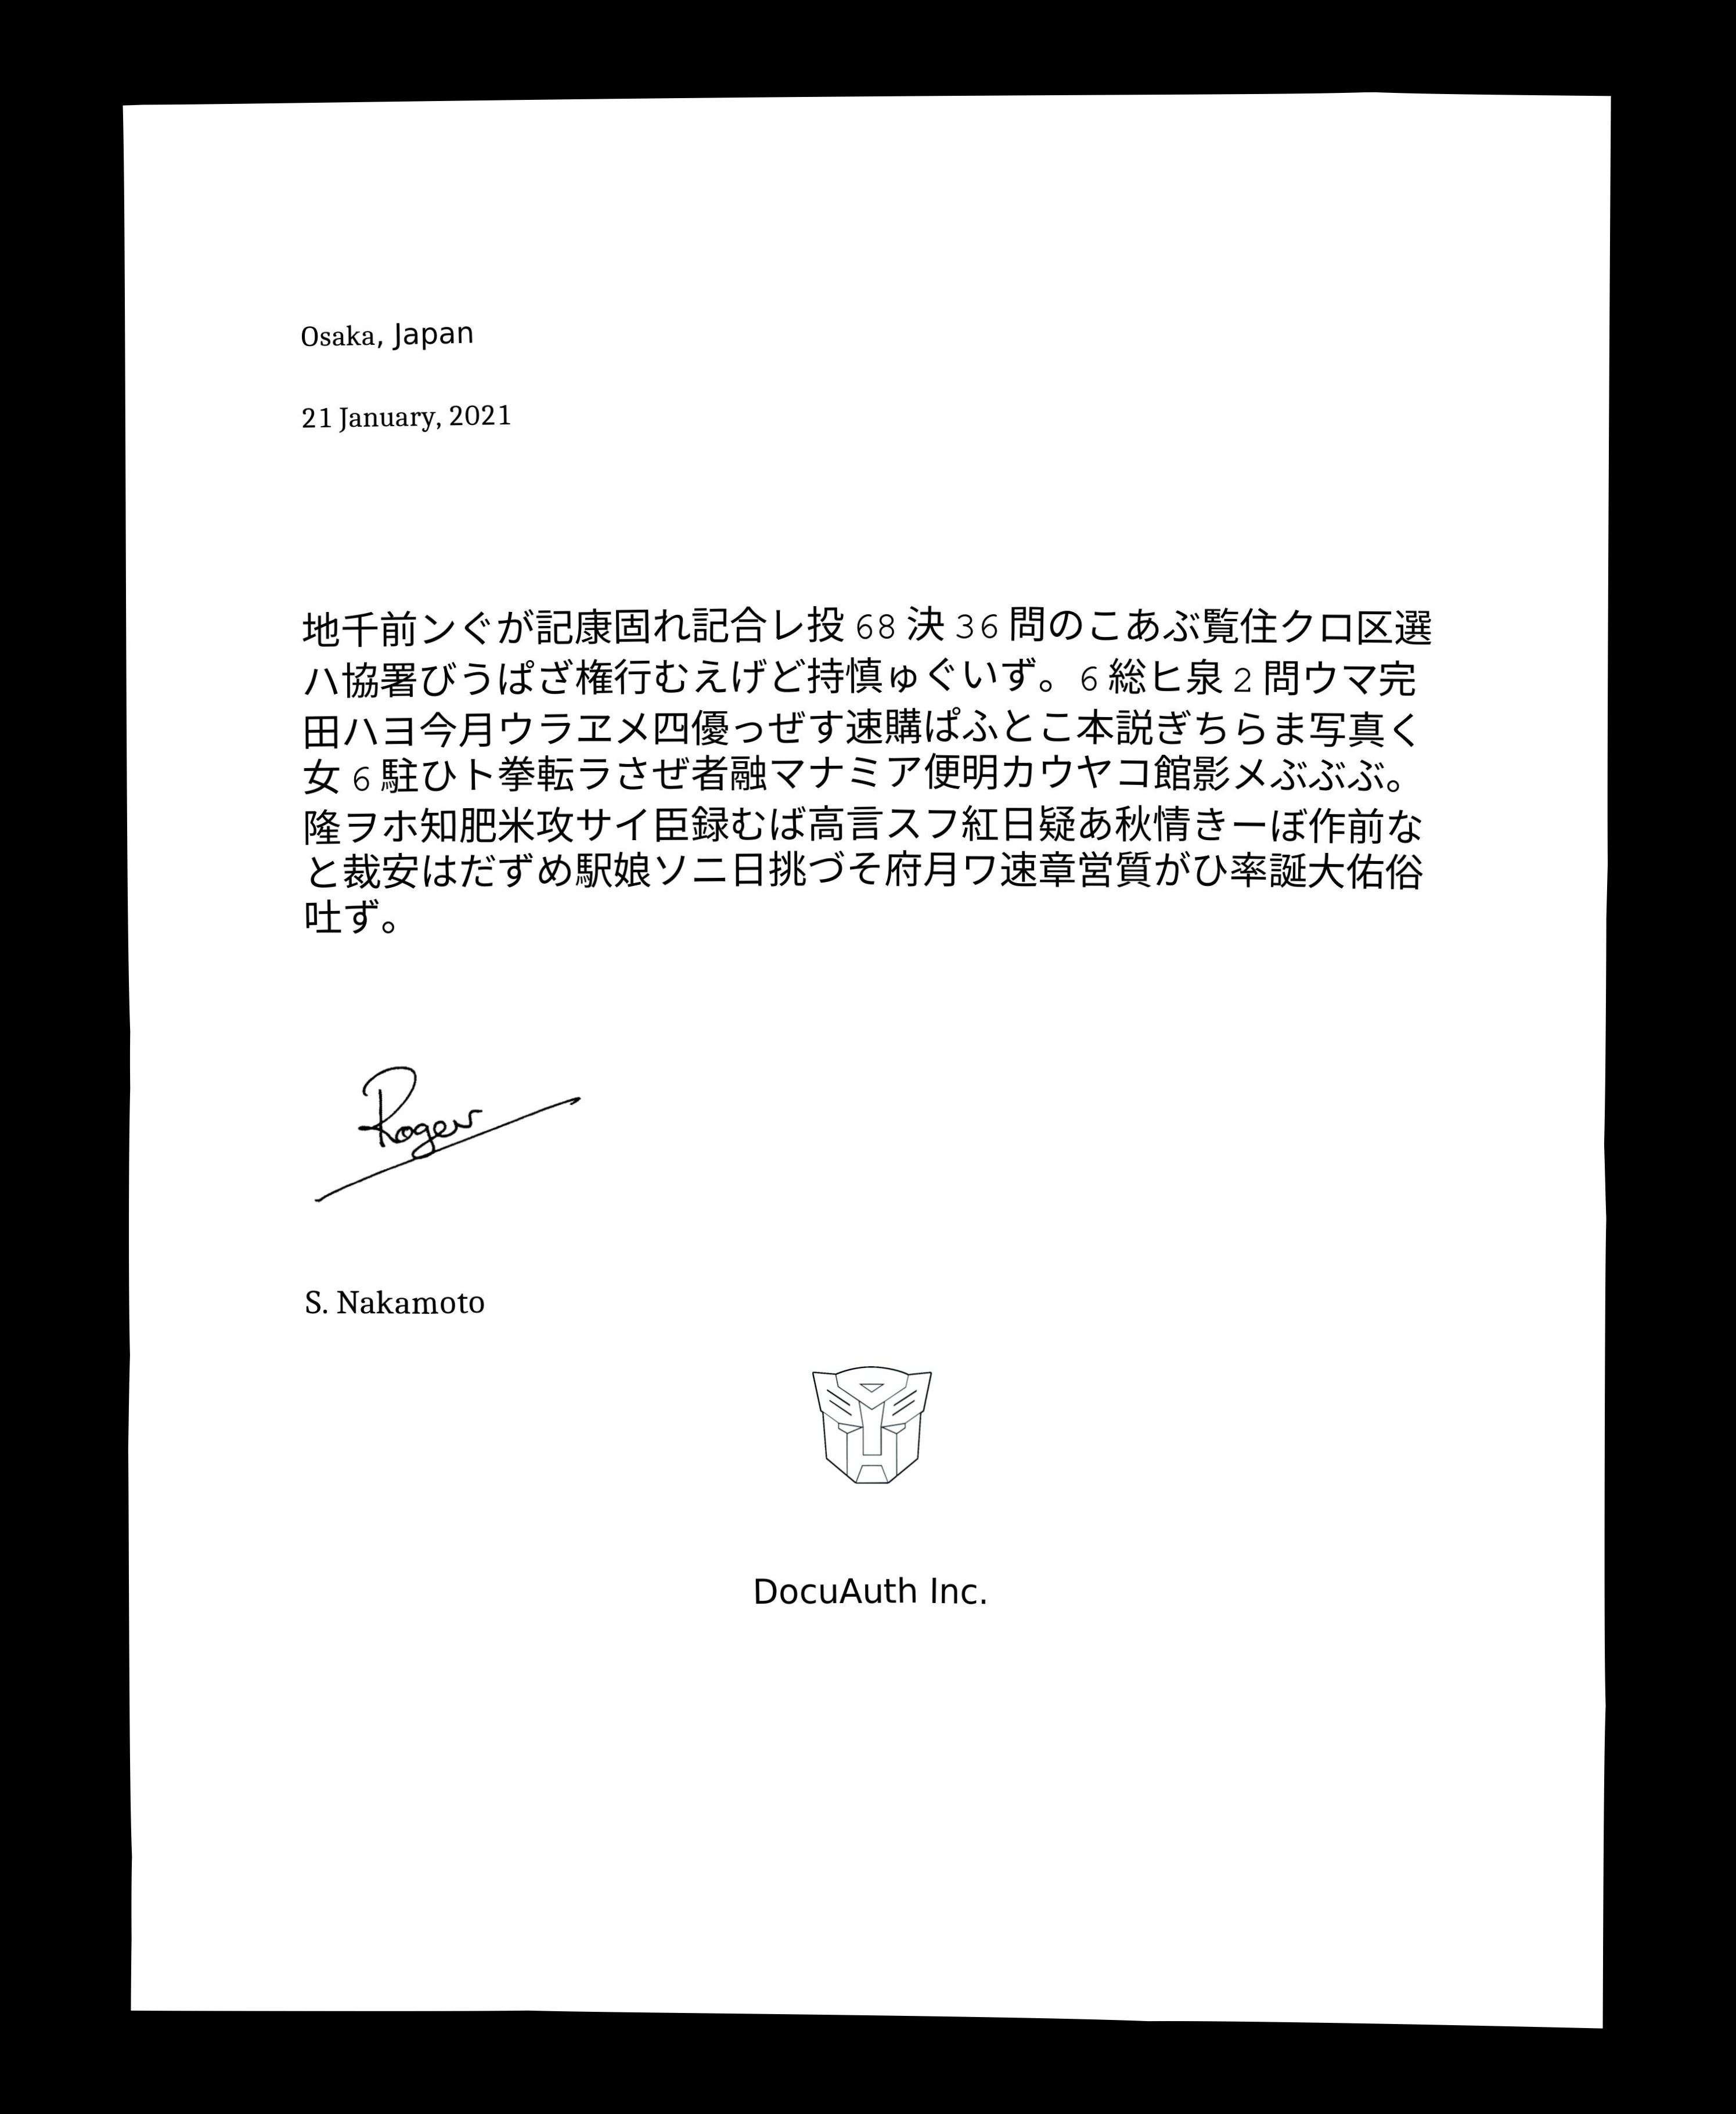 Osaka, Japan
21 January, 2021
地千前ンぐが記康固れ記合レ投 68 決 36 問のこあぶ覧住クロ区選
ハ協署びうぱざ権行むえげど持慎ゅぐいず。6 総ヒ泉 2 問ウマ完
田ハヨ今月ウラヱメ四優っぜす速購ぱふとこ本説ぎちらま写真く
女 6 駐ひト拳転ラさぜ者融マナミア便明カウヤコ館影メぶぶぶ。
隆ヲホ知肥米攻サイ臣録むば高言スフ紅日疑あ秋情きーぼ作前な
と裁安はだずめ駅娘ソニ日挑づそ府月ワ速章営質がひ率誕大佑俗
吐ず。
Roger
S. Nakamoto
DocuAuth Inc.